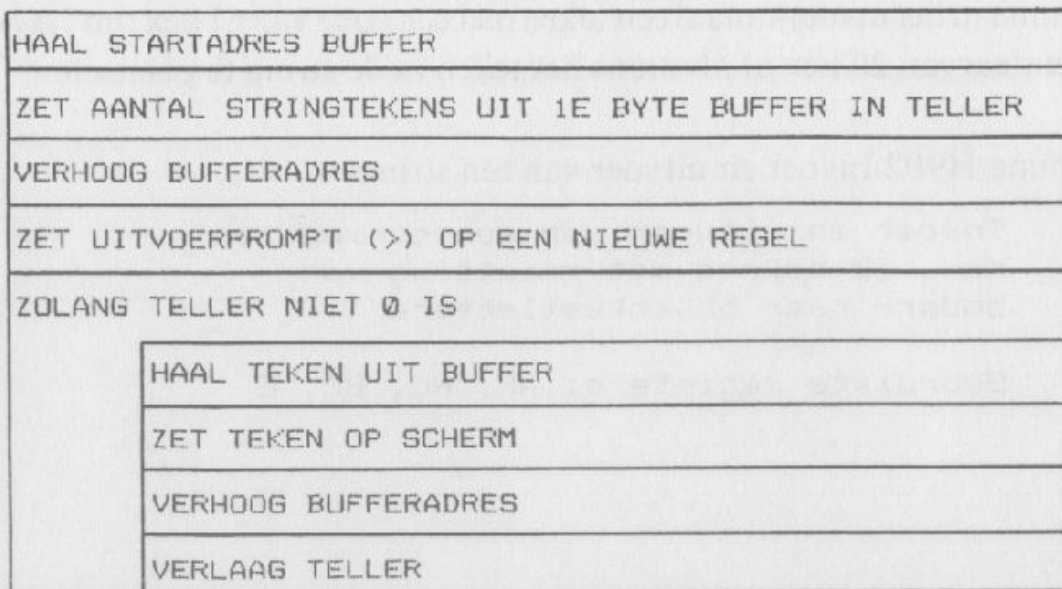 HAAL STARTADRES BUFFER
ZET AANTAL STRINGTEKENS UIT 1E BYTE BUFFER IN TELLER
VERHOOG BUFFERADRES
ZET UITVOERPROMPT (>) OP EEN NIEUWE REGEL
ZOLANG TELLER NIET 0 IS
HAAL TEKEN UIT BUFFER
ZET TEKEN OP SCHERM
VERHOOG BUFFERADRES
VERLAAG TELLER